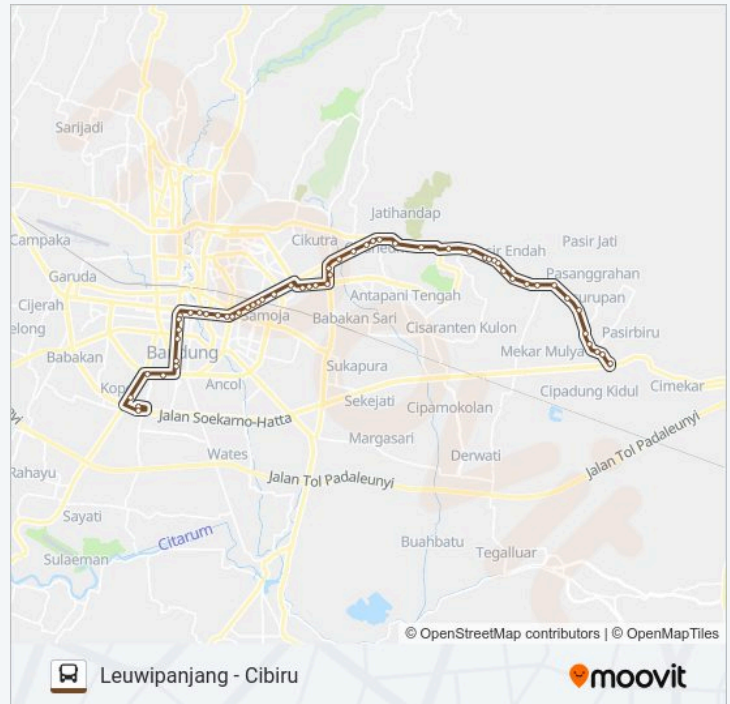 Sarijadi
Jatihandap
Campaka
Cikutra
Pasir Jati
Garuda
Pasanggrahan
Antapani Tengah
Cijerah
Samoja
Babakan Sari
Cisaranten Kulon
Pasirbiru
Babakan
Bandung
Mekar Mulya
Sukapura
Ancol
Cipadung Kidul
Cimekar
Sekejati
Cipamokolan
Jalan Soekarno-Hatta
Margasari
Wates
Derwati
Jalan Tol Padaleunyi
Rahayu
Jalan Tol Padaleunyi
Sayati
Citarum
Buahbatu
Tegalluar
Sulaeman
© OpenStreetMap contributors | © OpenMapTiles
Leuwipanjang - Cibiru
moovit